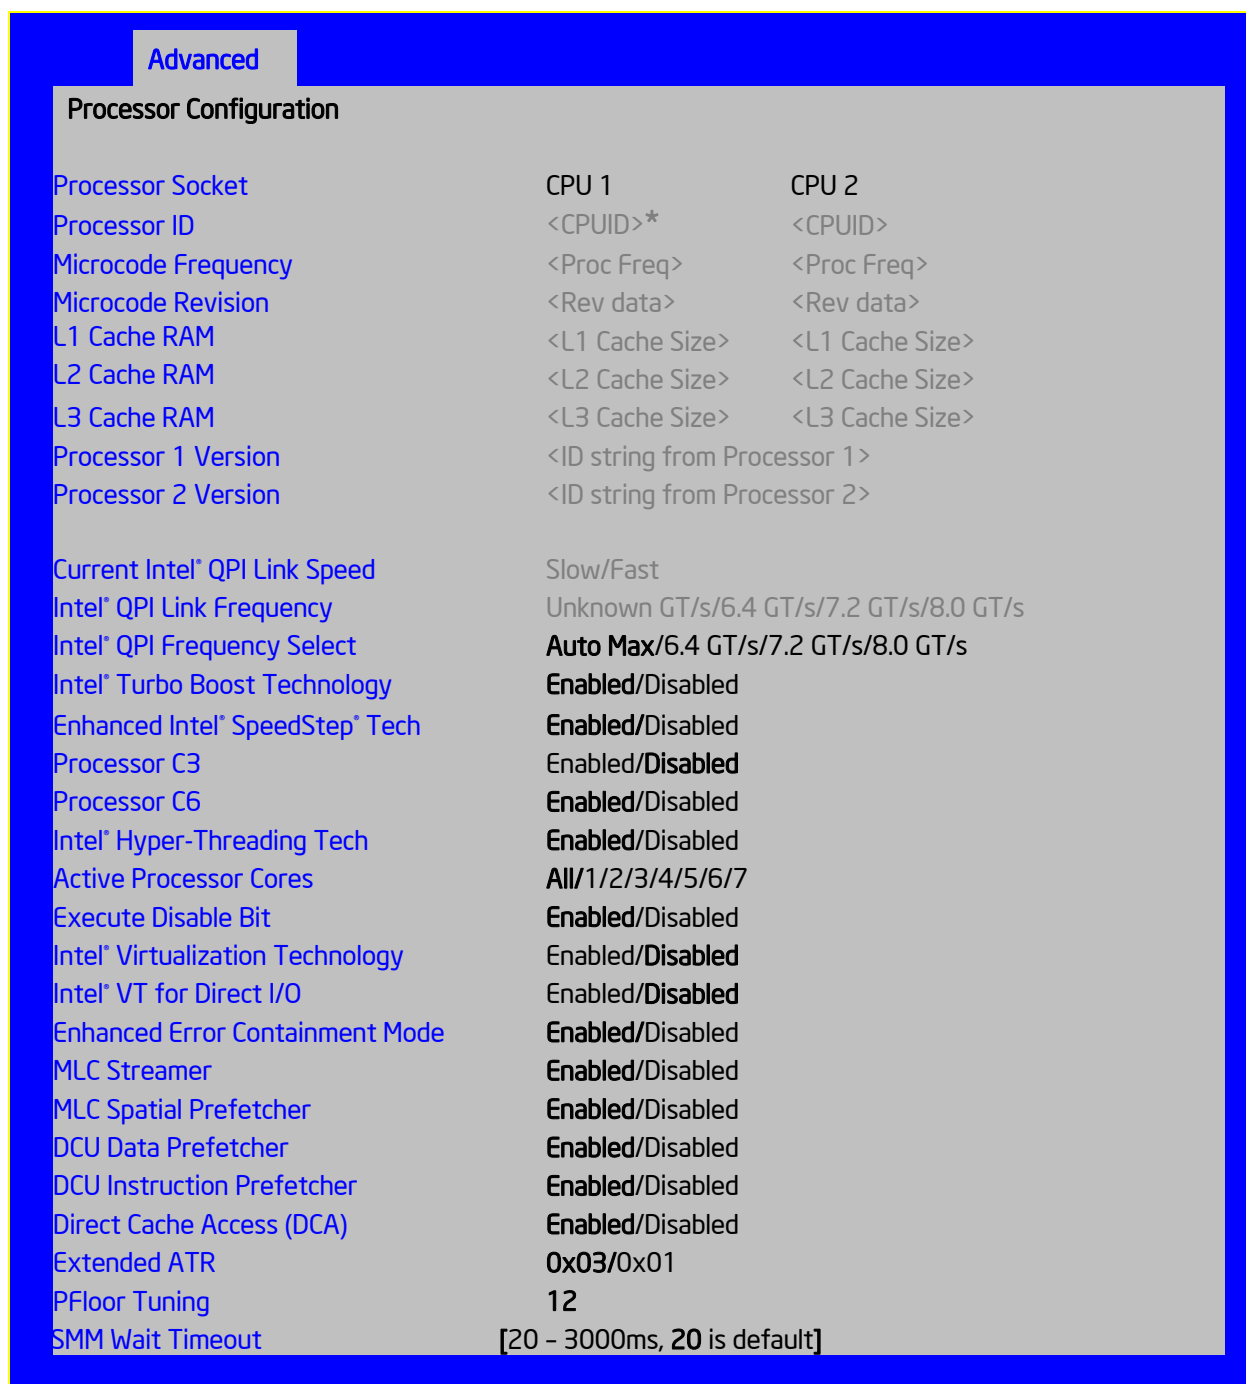 Advanced
Processor Configuration
Processor Socket CPU 1 CPU 2
Processor ID <CPUID>* <CPUID>
Microcode Frequency <Proc Freq> <Proc Freq>
Microcode Revision <Rev data> <Rev data>
L1 Cache RAM <L1 Cache Size> <L1 Cache Size>
L2 Cache RAM <L2 Cache Size> <L2 Cache Size>
L3 Cache RAM <L3 Cache Size> <L3 Cache Size>
Processor 1 Version <ID string from Processor 1>
Processor 2 Version <ID string from Processor 2>
Current Intel® QPI Link Speed Slow/Fast
Intel® QPI Link Frequency Unknown GT/s/6.4 GT/s/7.2 GT/s/8.0 GT/s
Intel® QPI Frequency Select Auto Max/6.4 GT/s/7.2 GT/s/8.0 GT/s
Intel® Turbo Boost Technology Enabled/Disabled
Enhanced Intel® SpeedStep® Tech Enabled/Disabled
Processor C3 Enabled/Disabled
Processor C6 Enabled/Disabled
Intel® Hyper-Threading Tech Enabled/Disabled
Active Processor Cores All/1/2/3/4/5/6/7
Execute Disable Bit Enabled/Disabled
Intel® Virtualization Technology Enabled/Disabled
Intel® VT for Direct I/O Enabled/Disabled
Enhanced Error Containment Mode Enabled/Disabled
MLC Streamer Enabled/Disabled
MLC Spatial Prefetcher Enabled/Disabled
DCU Data Prefetcher Enabled/Disabled
DCU Instruction Prefetcher Enabled/Disabled
Direct Cache Access (DCA) Enabled/Disabled
Extended ATR 0x03/0x01
PFloor Tuning 12
SMM Wait Timeout [20 – 3000ms, 20 is default]